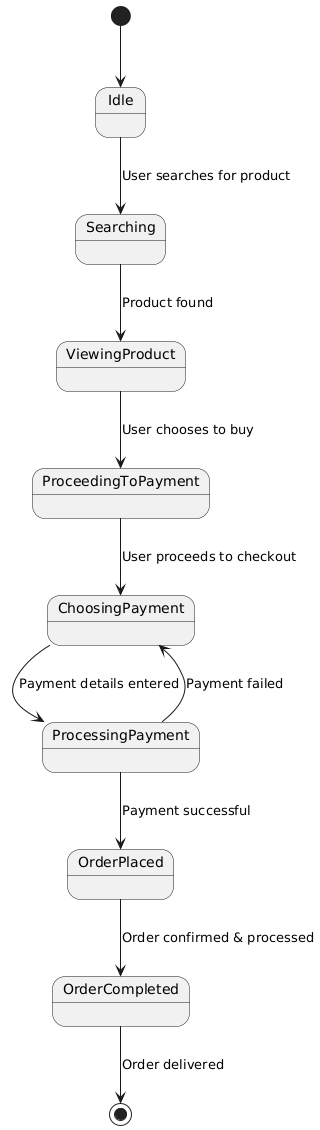 Idle
User searches for product
Searching
Product found
ViewingProduct
User chooses to buy
ProceedingToPayment
User proceeds to checkout
ChoosingPayment
Payment details entered
Payment failed
ProcessingPayment
Payment successful
OrderPlaced
Order confirmed & processed
OrderCompleted
Order delivered